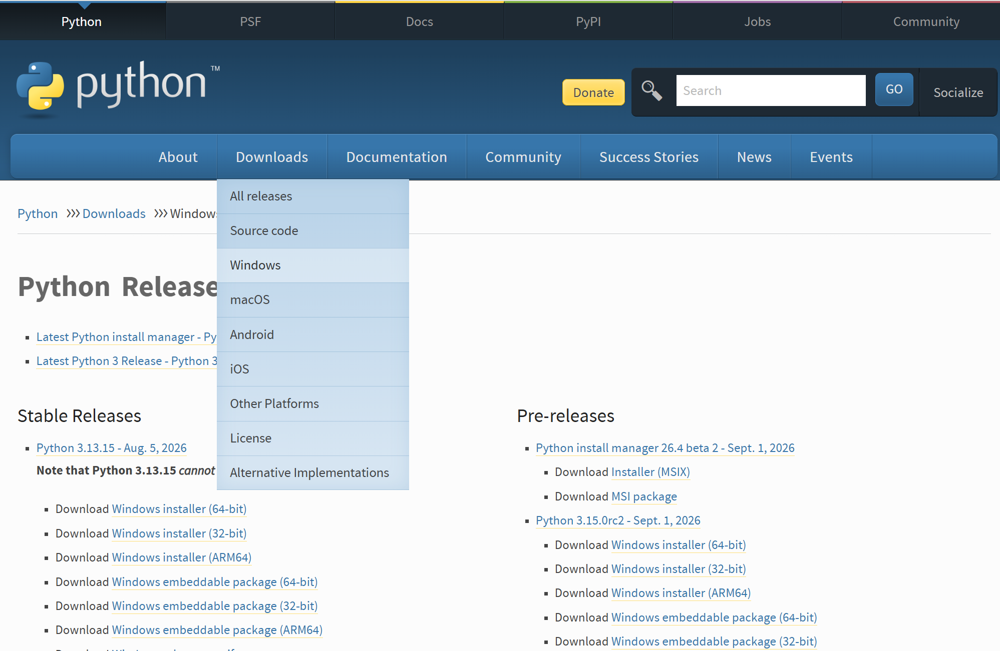 Python PSF Docs PyPI Jobs Community
python ™
Donate Search GO Socialize
About Downloads Documentation Community Success Stories News Events
All releases
Source code
Windows
macOS
Android
iOS
Other Platforms
License
Alternative Implementations
Python >>> Downloads >>> Windows
Python Release
Latest Python install manager - Py
Latest Python 3 Release - Python 3
Stable Releases
Python 3.13.15 - Aug. 5, 2026
Note that Python 3.13.15 cannot
Download Windows installer (64-bit)
Download Windows installer (32-bit)
Download Windows installer (ARM64)
Download Windows embeddable package (64-bit)
Download Windows embeddable package (32-bit)
Download Windows embeddable package (ARM64)
Pre-releases
Python install manager 26.4 beta 2 - Sept. 1, 2026
Download Installer (MSIX)
Download MSI package
Python 3.15.0rc2 - Sept. 1, 2026
Download Windows installer (64-bit)
Download Windows installer (32-bit)
Download Windows installer (ARM64)
Download Windows embeddable package (64-bit)
Download Windows embeddable package (32-bit)